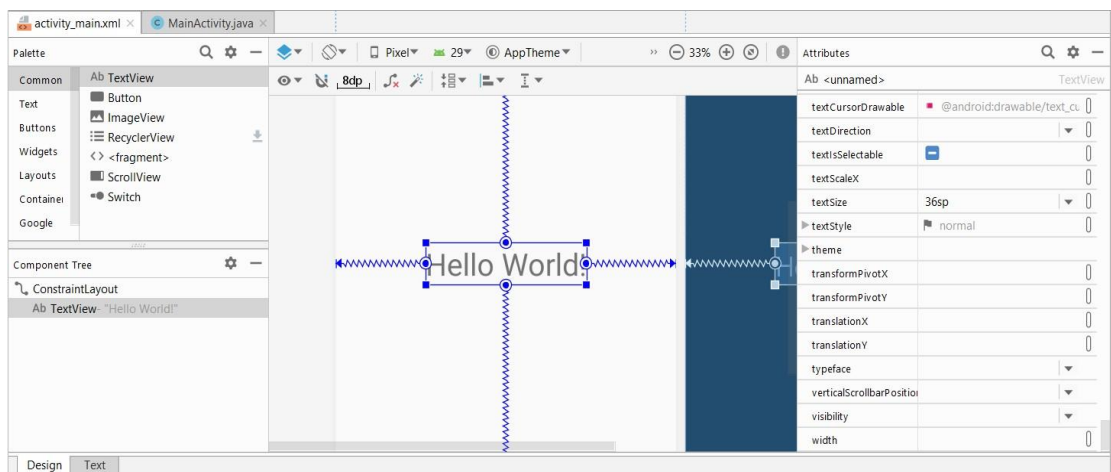 activity_main.xml
MainActivity.java
Palette
Common
Text
Buttons
Widgets
Layouts
Container
Google
Ab TextView
Button
ImageView
RecyclerView
<fragment>
ScrollView
Switch
Component Tree
ConstraintLayout
Ab TextView- "Hello World!"
Pixel 29 AppTheme » 33%
8dp
Hello World!
Attributes
Ab <unnamed> TextView
textCursorDrawable @android:drawable/text_cu
textDirection
textIsSelectable
textScaleX
textSize 36sp
textStyle normal
theme
transformPivotX
transformPivotY
translationX
translationY
typeface
verticalScrollbarPosition
visibility
width
Design Text